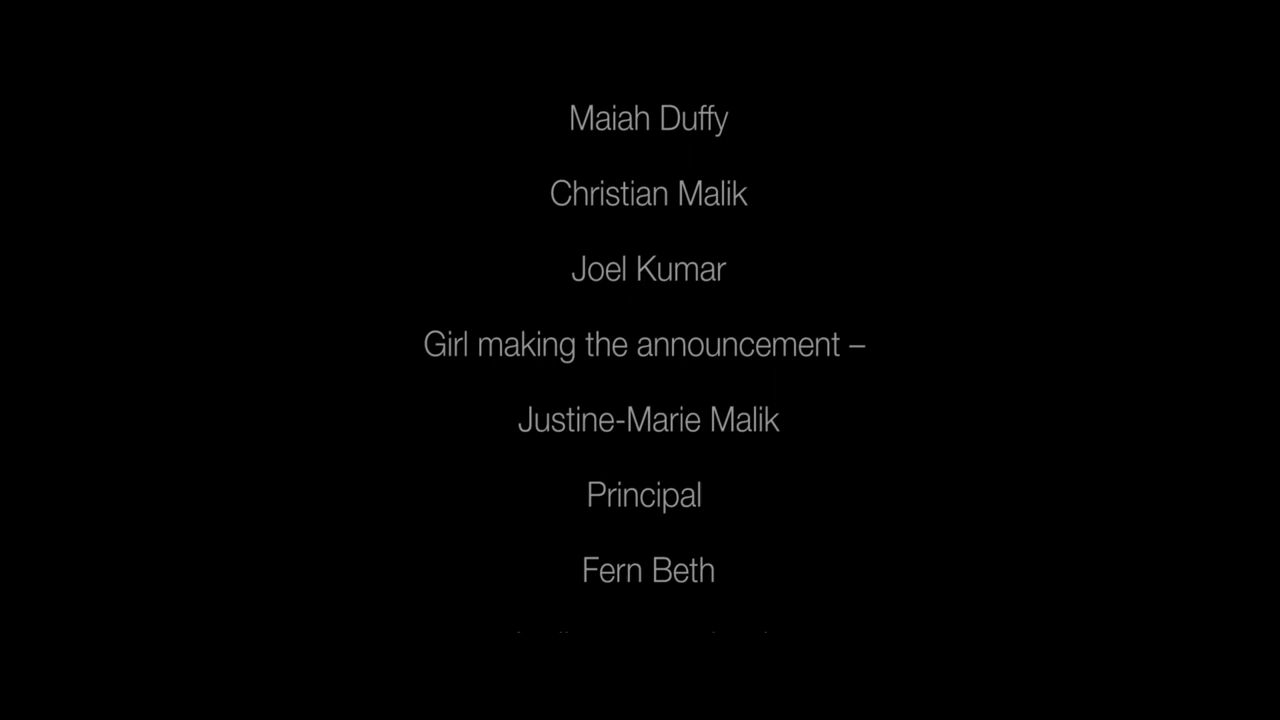 Maiah Duffy
Christian Malik
Joel Kumar
Girl making the announcement –
Justine-Marie Malik
Principal
Fern Beth